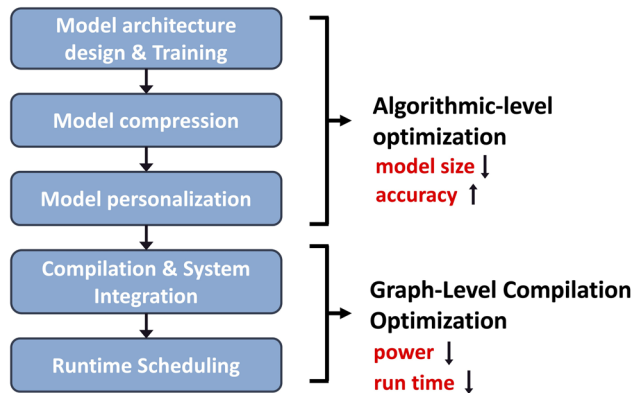 Model architecture
design & Training
Model compression
Model personalization
Compilation & System
Integration
Runtime Scheduling
Algorithmic-level
optimization
model size ↓
accuracy ↑
Graph-Level Compilation
Optimization
power ↓
run time ↓